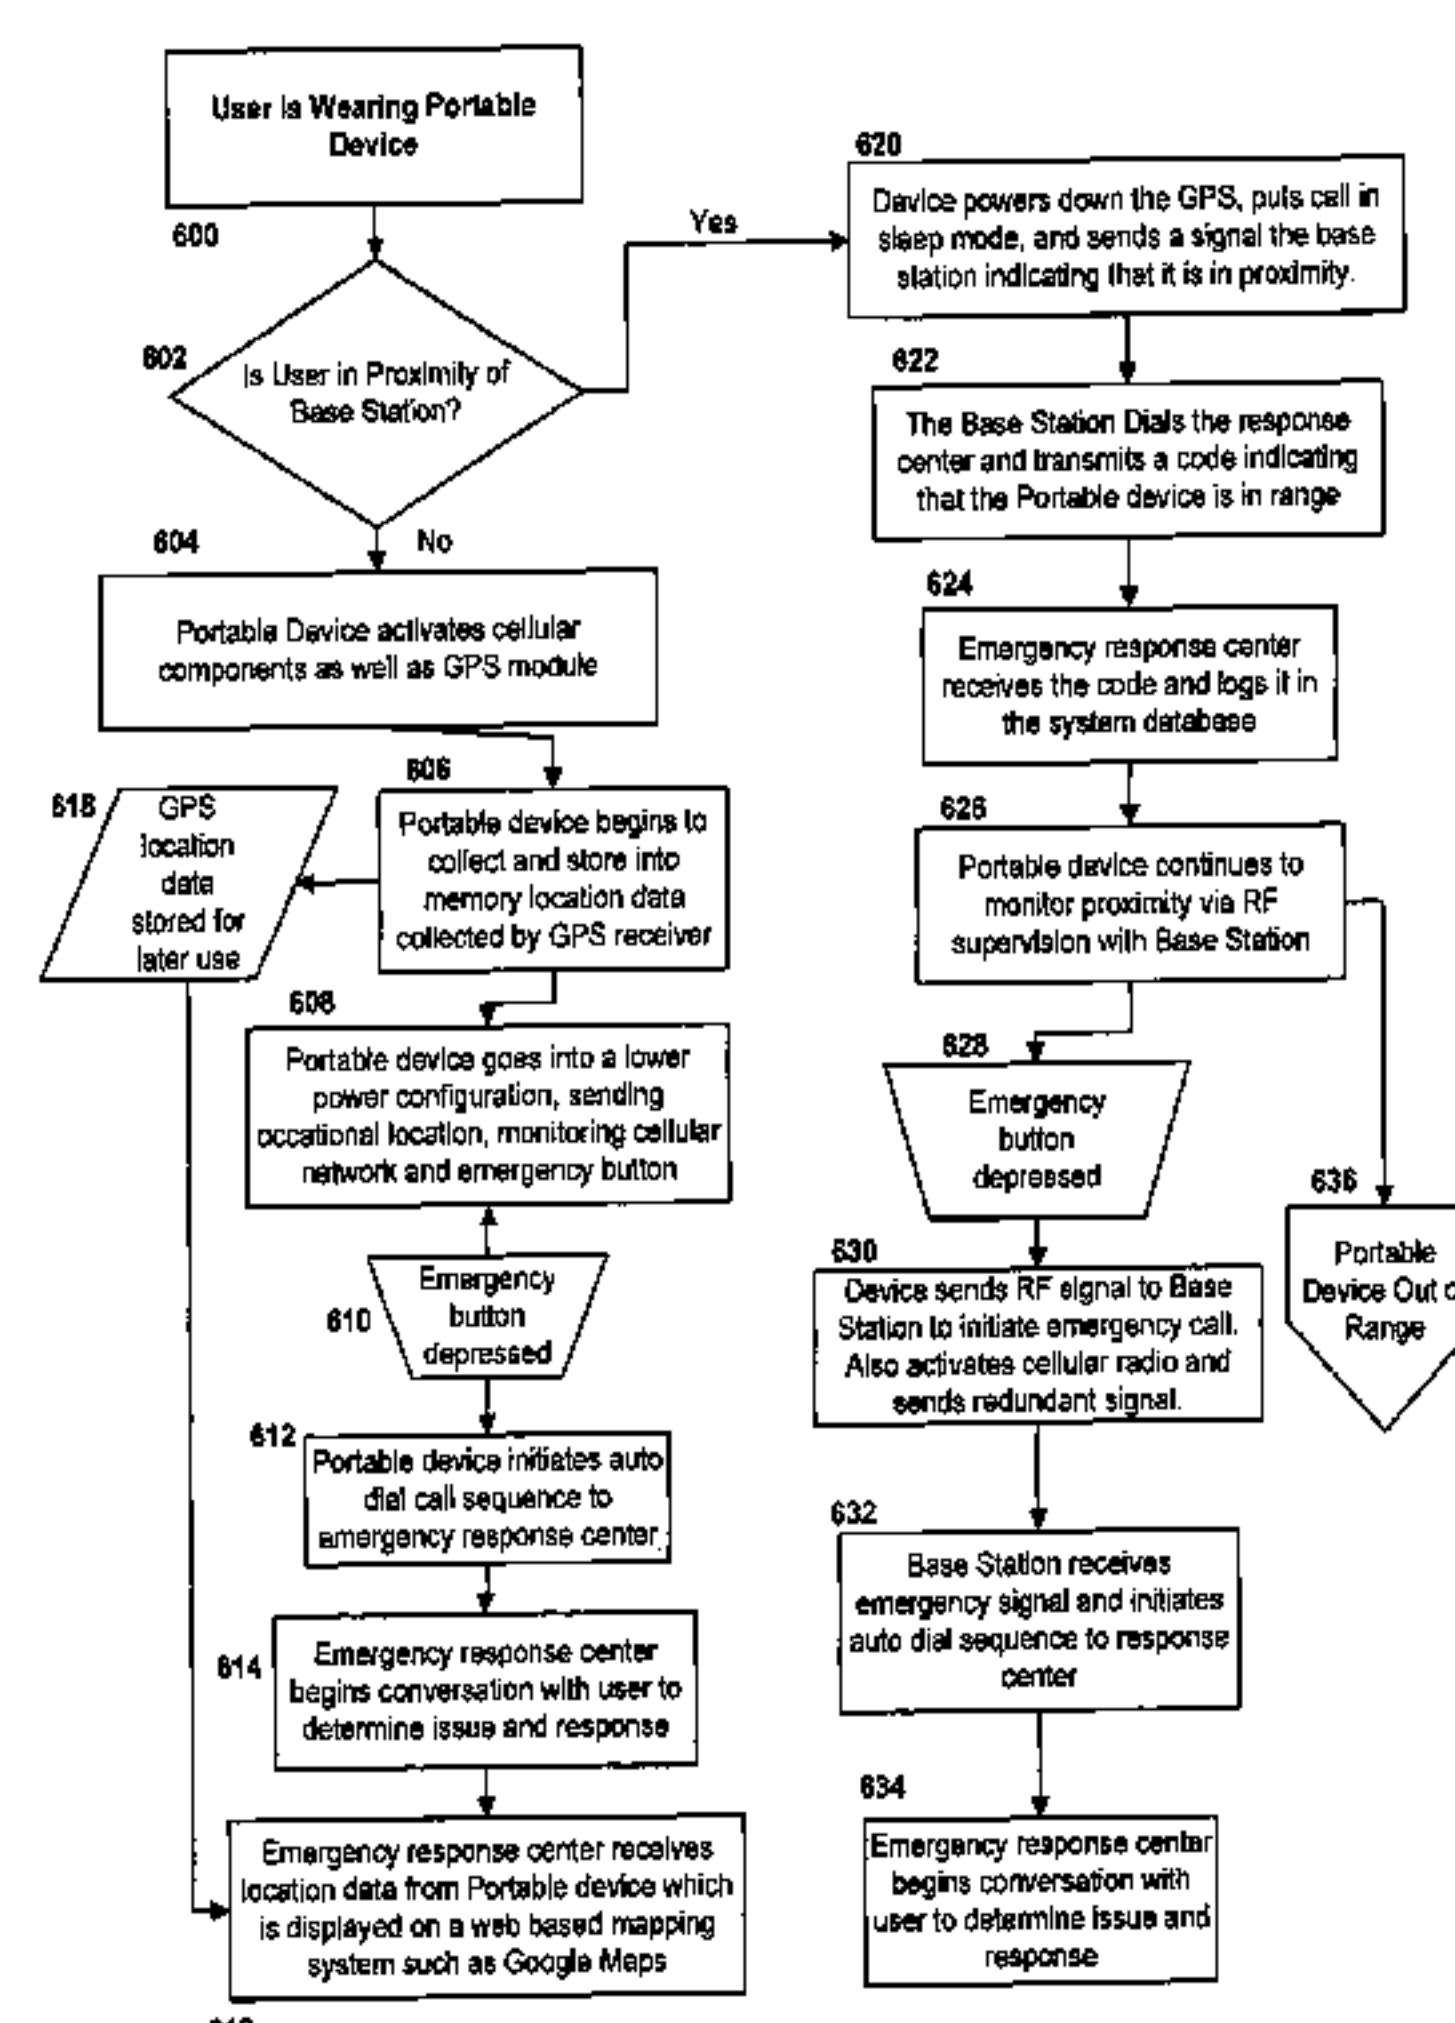 User is Wearing Portable
Device
600
602
Is User in Proximity of
Base Station?
Yes
No
604
Portable Device activates cellular
components as well as GPS module
606
Portable device begins to
collect and store into
memory location data
collected by GPS receiver
618
GPS
location
data
stored for
later use
608
Portable device goes into a lower
power configuration, sending
occational location, monitoring cellular
network and emergency button
610
Emergency
button
depressed
612
Portable device initiates auto
dial call sequence to
emergency response center
614
Emergency response center
begins conversation with user to
determine issue and response
Emergency response center receives
location data from Portable device which
is displayed on a web based mapping
system such as Google Maps
620
Device powers down the GPS, puts cell in
sleep mode, and sends a signal the base
station indicating that it is in proximity.
622
The Base Station Dials the response
center and transmits a code indicating
that the Portable device is in range
624
Emergency response center
receives the code and logs it in
the system database
626
Portable device continues to
monitor proximity via RF
supervision with Base Station
628
Emergency
button
depressed
630
Device sends RF signal to Base
Station to initiate emergency call.
Also activates cellular radio and
sends redundant signal.
632
Base Station receives
emergency signal and initiates
auto dial sequence to response
center
634
Emergency response center
begins conversation with
user to determine issue and
response
636
Portable
Device Out
Range